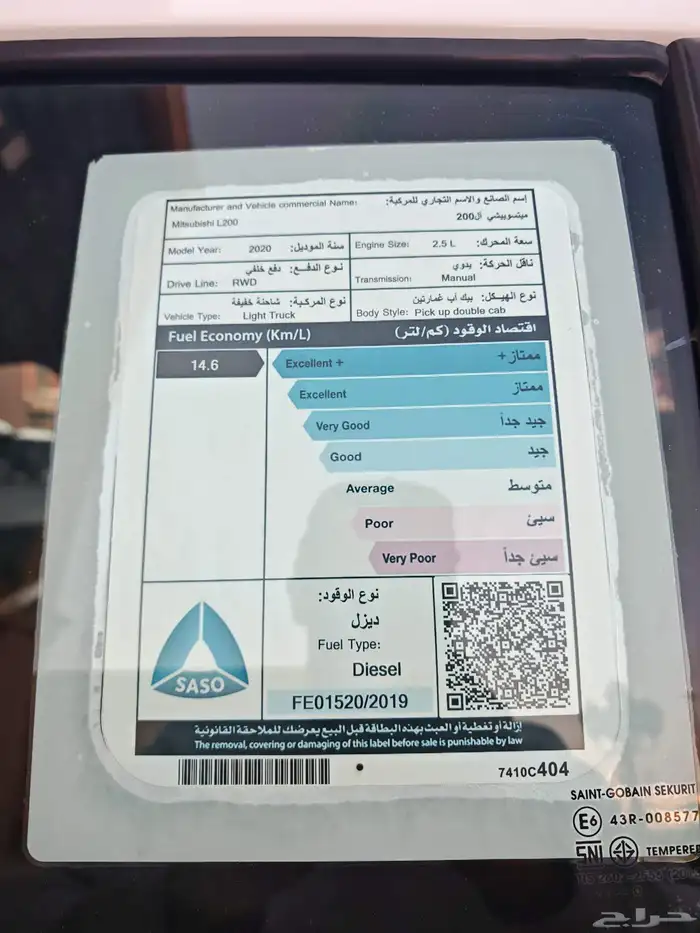 Manufacturer and Vehicle commercial Name: إسم الصانع والاسم التجاري للمركبة:
Mitsubishi L200 ميتسوبيشي آل200
Model Year: 2020 سنة الموديل:
Engine Size: 2.5 L سعة المحرك:
نوع الدفـــع: دفع خلفي
Drive Line: RWD
ناقل الحركة: يدوي
Transmission: Manual
نوع المركبة: شاحنة خفيفة
Vehicle Type: Light Truck
نوع الهيكل: بيك أب غمارتين
Body Style: Pick up double cab
Fuel Economy (Km/L) اقتصاد الوقود (كم/لتر)
14.6
Excellent + ممتاز+
Excellent ممتاز
Very Good جيد جداً
Good جيد
Average متوسط
Poor سيئ
Very Poor سيئ جداً
SASO
نوع الوقود:
ديزل
Fuel Type:
Diesel
FE01520/2019
إزالة أو تغطية أو العبث بهذه البطاقة قبل البيع يعرضك للملاحقة القانونية
The removal, covering or damaging of this label before sale is punishable by law
7410C404
SAINT-GOBAIN SEKURIT
E6 43R-008577
SNI TEMPERED
حراج